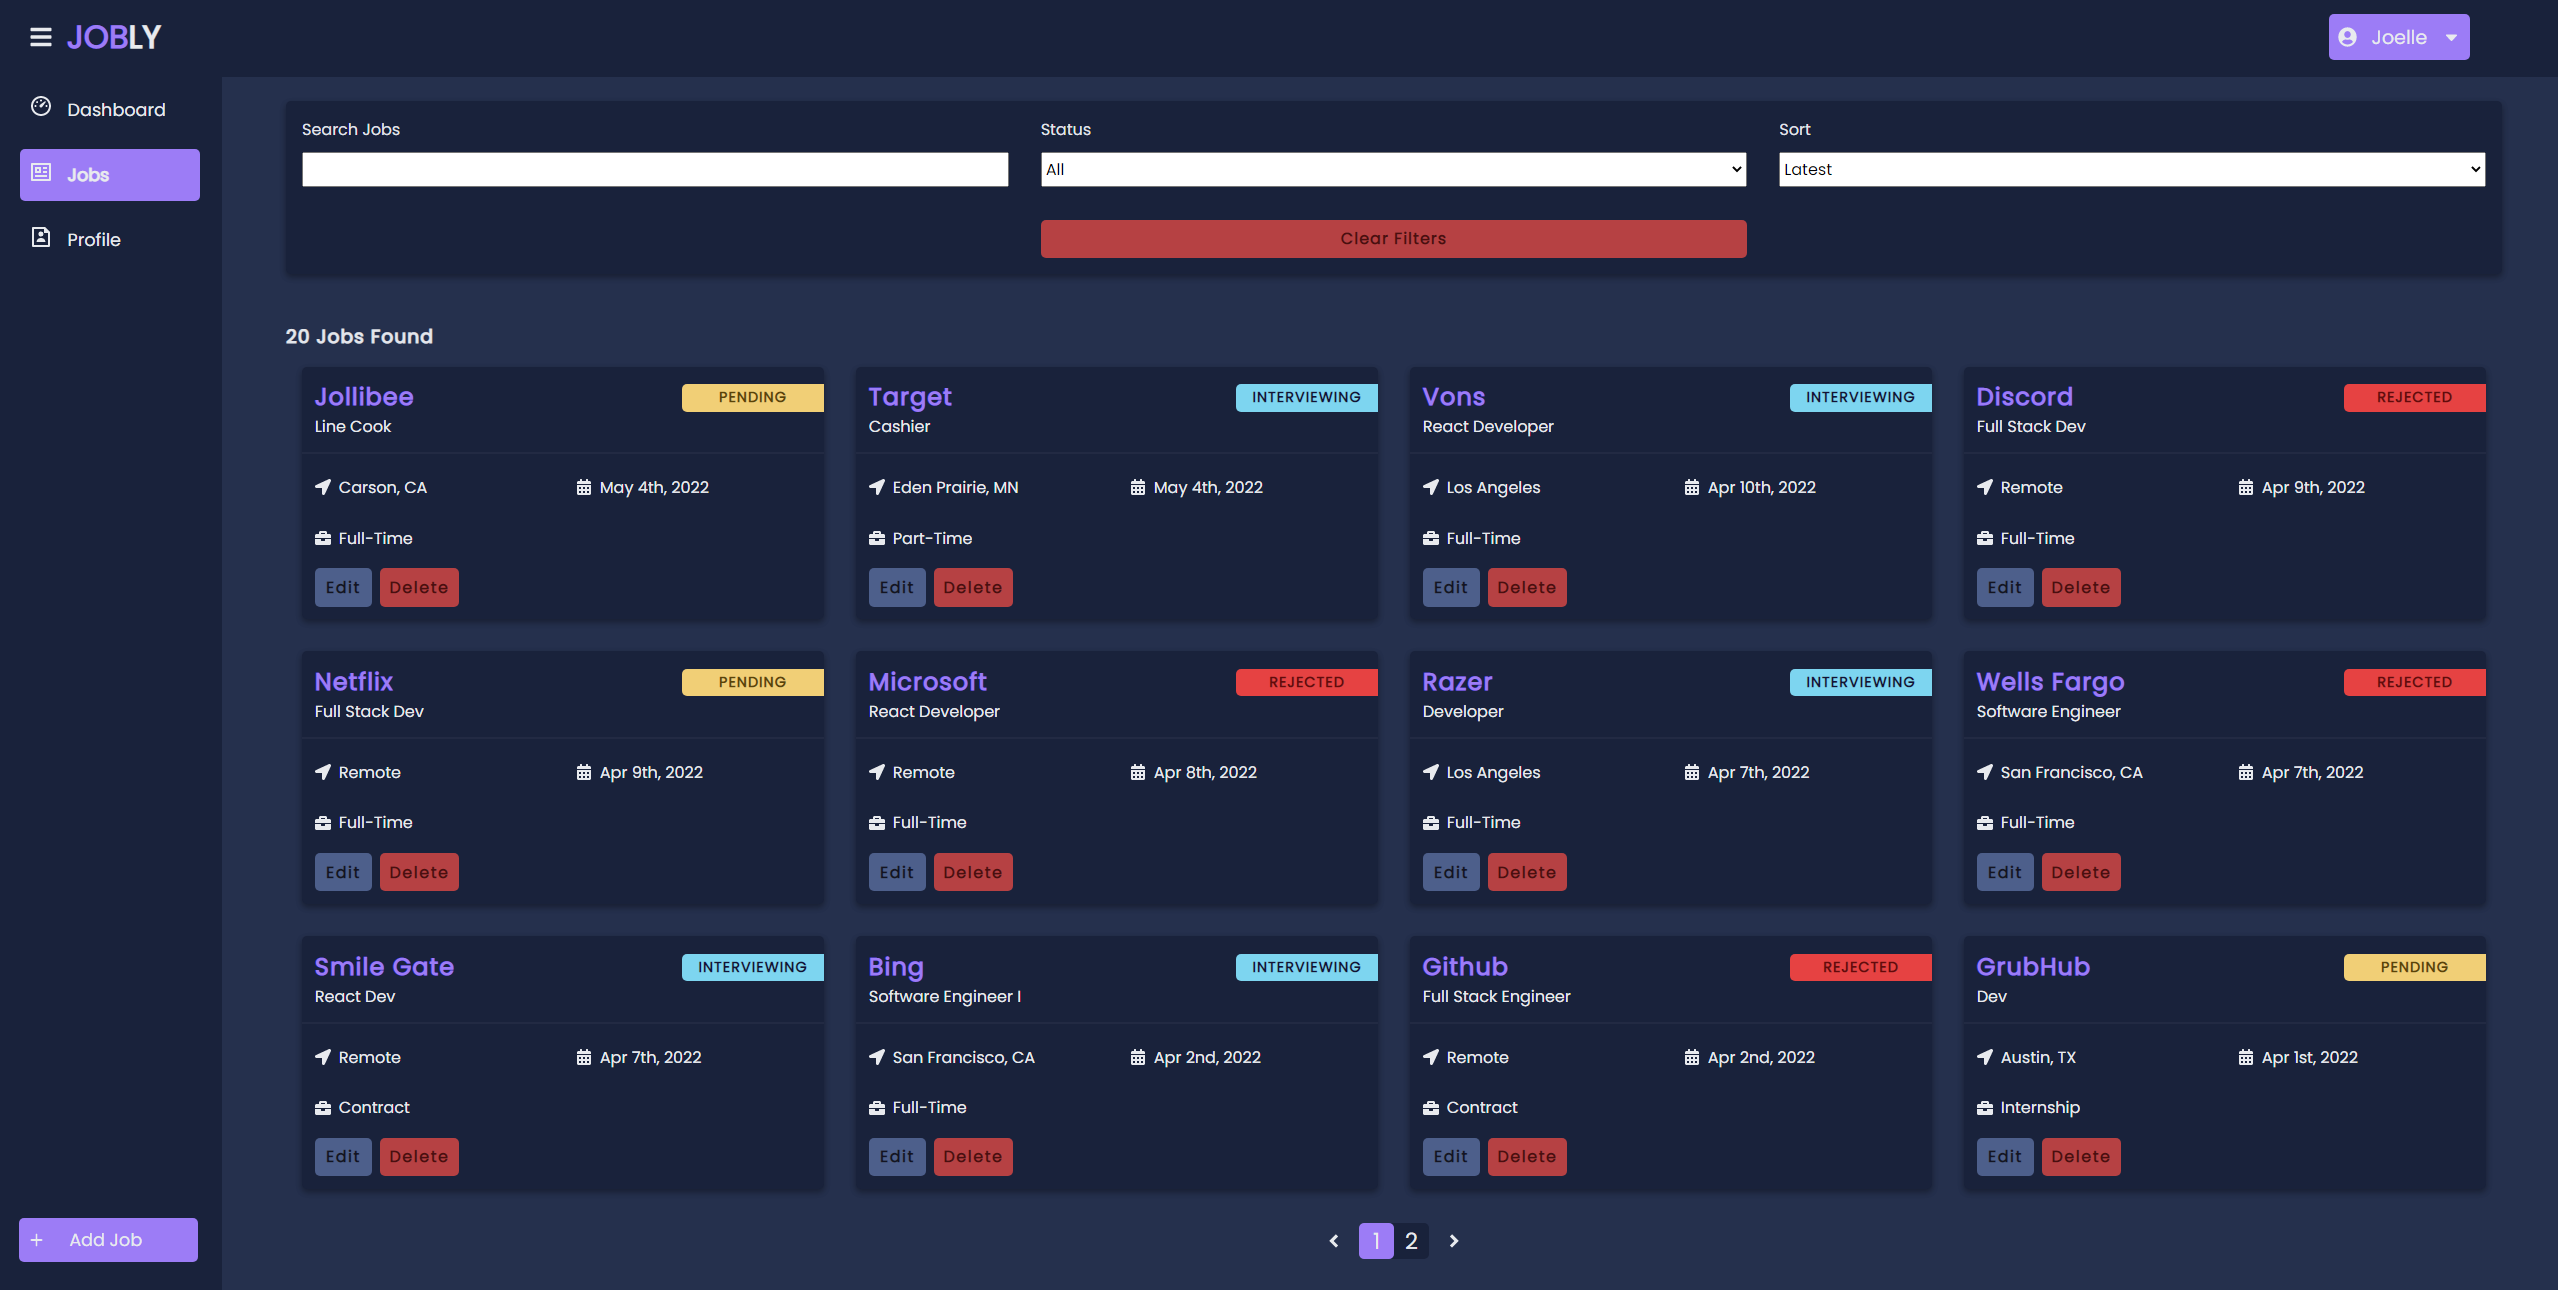 JOBLY
Joelle
Dashboard
Jobs
Profile
Add Job
Search Jobs
Status
All
Sort
Latest
Clear Filters
20 Jobs Found
Jollibee
PENDING
Line Cook
Carson, CA
May 4th, 2022
Full-Time
Edit
Delete
Target
INTERVIEWING
Cashier
Eden Prairie, MN
May 4th, 2022
Part-Time
Edit
Delete
Vons
INTERVIEWING
React Developer
Los Angeles
Apr 10th, 2022
Full-Time
Edit
Delete
Discord
REJECTED
Full Stack Dev
Remote
Apr 9th, 2022
Full-Time
Edit
Delete
Netflix
PENDING
Full Stack Dev
Remote
Apr 9th, 2022
Full-Time
Edit
Delete
Microsoft
REJECTED
React Developer
Remote
Apr 8th, 2022
Full-Time
Edit
Delete
Razer
INTERVIEWING
Developer
Los Angeles
Apr 7th, 2022
Full-Time
Edit
Delete
Wells Fargo
REJECTED
Software Engineer
San Francisco, CA
Apr 7th, 2022
Full-Time
Edit
Delete
Smile Gate
INTERVIEWING
React Dev
Remote
Apr 7th, 2022
Contract
Edit
Delete
Bing
INTERVIEWING
Software Engineer I
San Francisco, CA
Apr 2nd, 2022
Full-Time
Edit
Delete
Github
REJECTED
Full Stack Engineer
Remote
Apr 2nd, 2022
Contract
Edit
Delete
GrubHub
PENDING
Dev
Austin, TX
Apr 1st, 2022
Internship
Edit
Delete
1
2